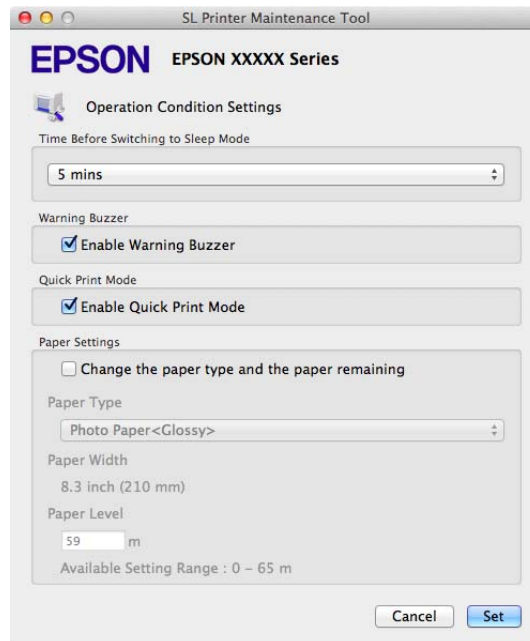 SL Printer Maintenance Tool
EPSON EPSON XXXXX Series
Operation Condition Settings
Time Before Switching to Sleep Mode
5 mins
Warning Buzzer
Enable Warning Buzzer
Quick Print Mode
Enable Quick Print Mode
Paper Settings
Change the paper type and the paper remaining
Paper Type
Photo Paper<Glossy>
Paper Width
8.3 inch (210 mm)
Paper Level
59 m
Available Setting Range : 0 – 65 m
Cancel Set